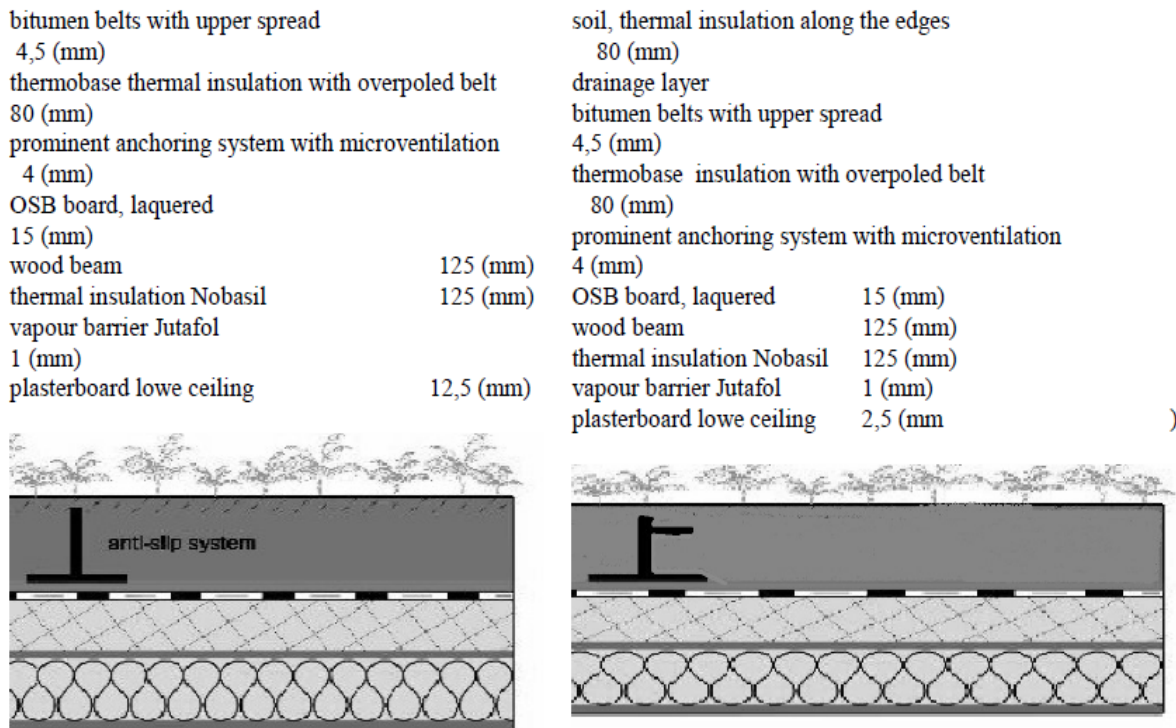 bitumen belts with upper spread
4,5 (mm)
thermobase thermal insulation with overpoled belt
80 (mm)
prominent anchoring system with microventilation
4 (mm)
OSB board, laquered
15 (mm)
wood beam 125 (mm)
thermal insulation Nobasil 125 (mm)
vapour barrier Jutafol
1 (mm)
plasterboard lowe ceiling 12,5 (mm)
anti-slip system
soil, thermal insulation along the edges
80 (mm)
drainage layer
bitumen belts with upper spread
4,5 (mm)
thermobase insulation with overpoled belt
80 (mm)
prominent anchoring system with microventilation
4 (mm)
OSB board, laquered 15 (mm)
wood beam 125 (mm)
thermal insulation Nobasil 125 (mm)
vapour barrier Jutafol 1 (mm)
plasterboard lowe ceiling 2,5 (mm )